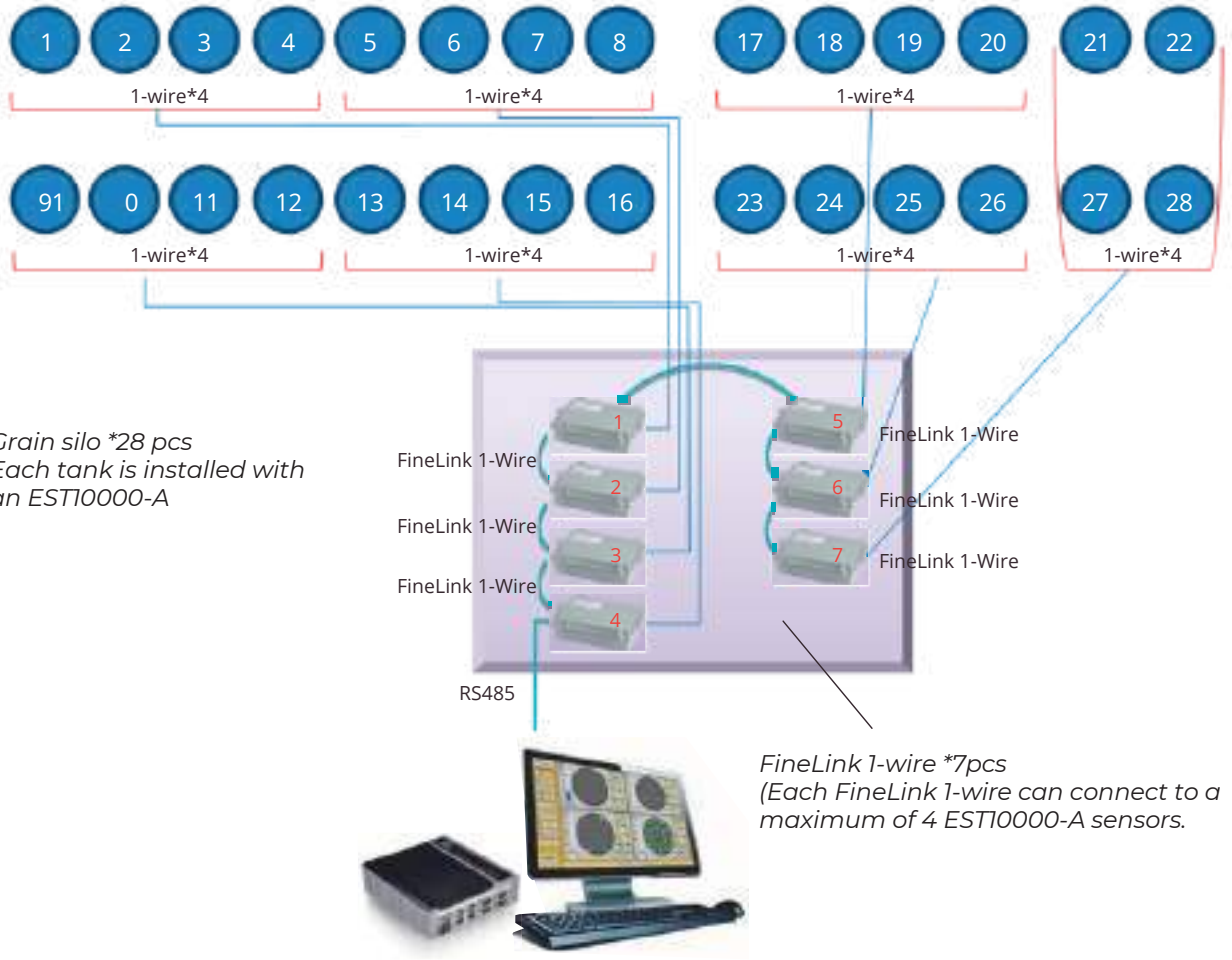 1 2 3 4 5 6 7 8 17 18 19 20 21 22
1-wire*4 1-wire*4 1-wire*4
91 0 11 12 13 14 15 16 23 24 25 26 27 28
1-wire*4 1-wire*4 1-wire*4 1-wire*4
Grain silo *28 pcs
Each tank is installed with
an EST10000-A
1 5
FineLink 1-Wire FineLink 1-Wire
2 6
FineLink 1-Wire FineLink 1-Wire
3 7
FineLink 1-Wire FineLink 1-Wire
4
RS485
FineLink 1-wire *7pcs
(Each FineLink 1-wire can connect to a
maximum of 4 EST10000-A sensors.